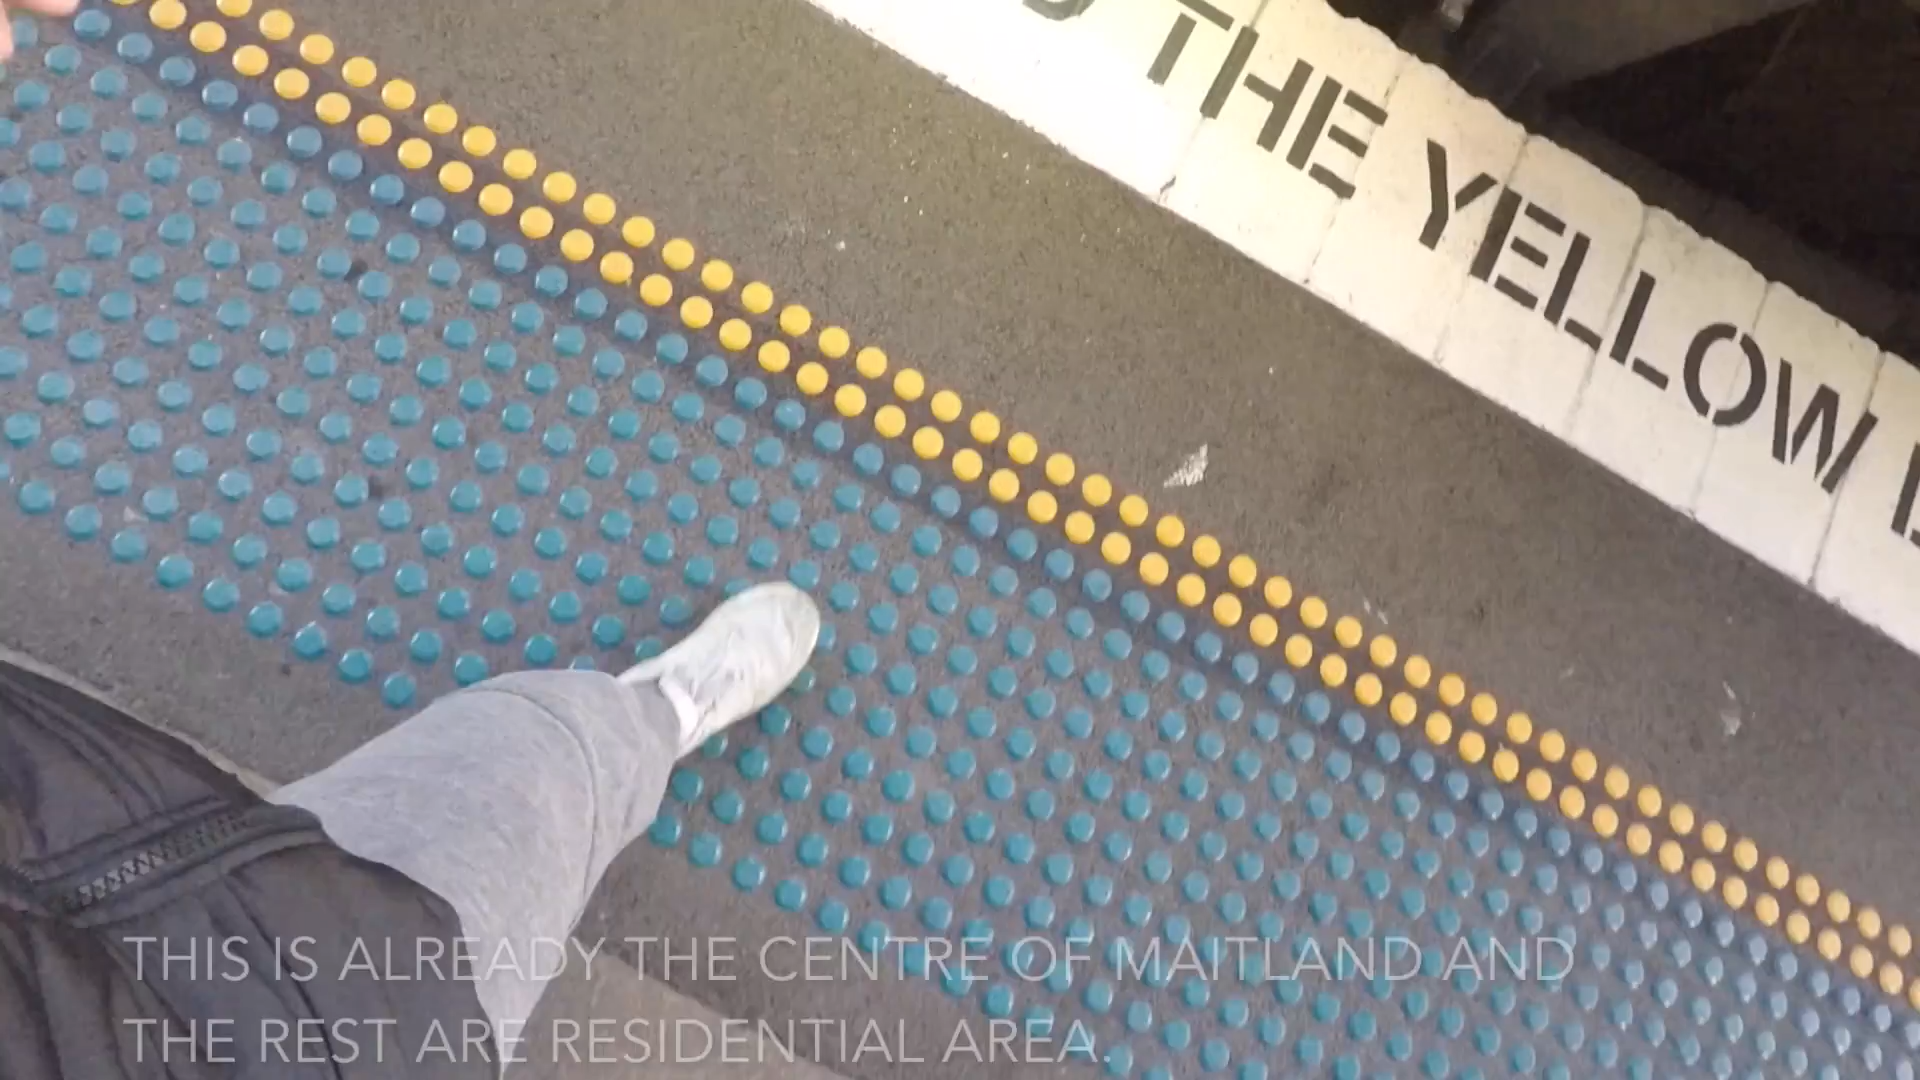 THE YELLOW
THIS IS ALREADY THE CENTRE OF MAITLAND AND
THE REST ARE RESIDENTIAL AREA.